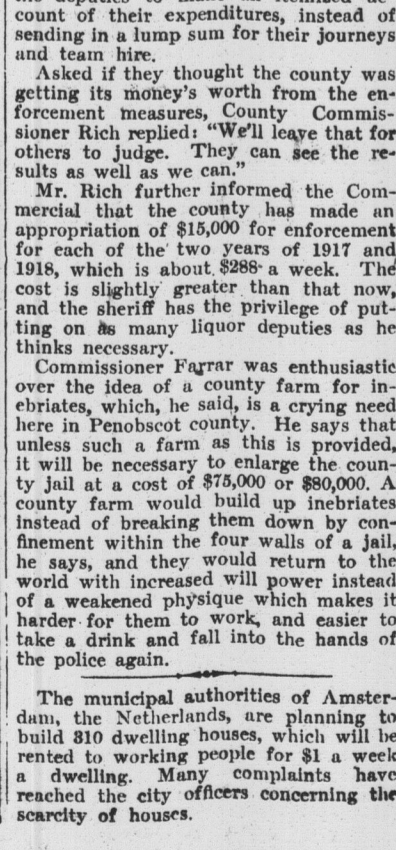 count of their expenditures, instead of
sending in a lump sum for their journeys
and team hire.
Asked if they thought the county was
getting its money's worth from the en-
forcement measures, County Commis-
sioner Rich replied: "We'll leave that for
others to judge. They can see the re-
sults as well as we can."
Mr. Rich further informed the Com-
mercial that the county has made an
appropriation of $15,000 for enforcement
for each of the two years of 1917 and
1918, which is about $288 a week. The
cost is slightly greater than that now,
and the sheriff has the privilege of put-
ting on as many liquor deputies as he
thinks necessary.
Commissioner Farrar was enthusiastic
over the idea of a county farm for in-
ebriates, which, he said, is a crying need
here in Penobscot county. He says that
unless such a farm as this is provided,
it will be necessary to enlarge the coun-
ty jail at a cost of $75,000 or $80,000. A
county farm would build up inebriates
instead of breaking them down by con-
finement within the four walls of a jail,
he says, and they would return to the
world with increased will power instead
of a weakened physique which makes it
harder for them to work, and easier to
take a drink and fall into the hands of
the police again.
The municipal authorities of Amster-
dam, the Netherlands, are planning to
build 310 dwelling houses, which will be
rented to working people for $1 a week
a dwelling. Many complaints have
reached the city officers concerning the
scarcity of houses.